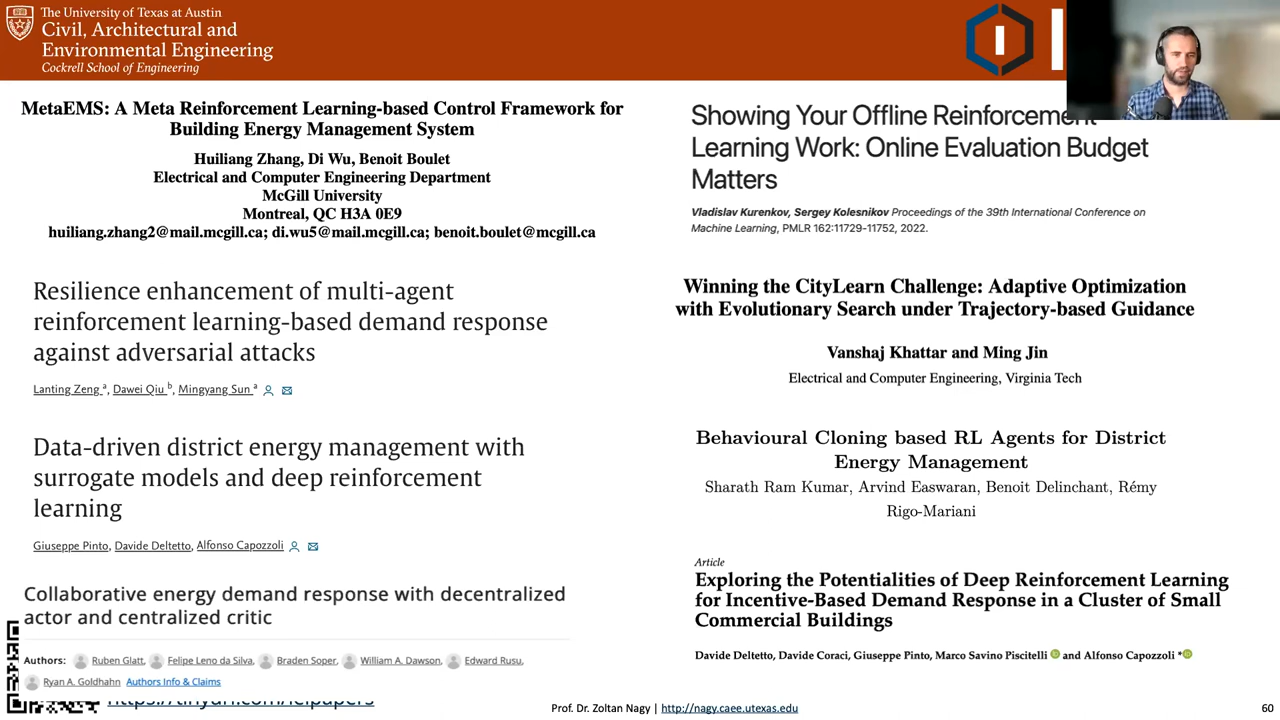 The University of Texas at Austin
Civil, Architectural and
Environmental Engineering
Cockrell School of Engineering
MetaEMS: A Meta Reinforcement Learning-based Control Framework for
Building Energy Management System
Huiliang Zhang, Di Wu, Benoit Boulet
Electrical and Computer Engineering Department
McGill University
Montreal, QC H3A 0E9
huiliang.zhang2@mail.mcgill.ca; di.wu5@mail.mcgill.ca; benoit.boulet@mcgill.ca
Resilience enhancement of multi-agent
reinforcement learning-based demand response
against adversarial attacks
Lanting Zeng a, Dawei Qiu b, Mingyang Sun a
Data-driven district energy management with
surrogate models and deep reinforcement
learning
Giuseppe Pinto, Davide Deltetto, Alfonso Capozzoli
Collaborative energy demand response with decentralized
actor and centralized critic
Authors: Ruben Glatt, Felipe Leno da Silva, Braden Soper, William A. Dawson, Edward Rusu,
Ryan A. Goldhahn Authors Info & Claims
Showing Your Offline Reinforcement
Learning Work: Online Evaluation Budget
Matters
Vladislav Kurenkov, Sergey Kolesnikov Proceedings of the 39th International Conference on
Machine Learning, PMLR 162:11729-11752, 2022.
Winning the CityLearn Challenge: Adaptive Optimization
with Evolutionary Search under Trajectory-based Guidance
Vanshaj Khattar and Ming Jin
Electrical and Computer Engineering, Virginia Tech
Behavioural Cloning based RL Agents for District
Energy Management
Sharath Ram Kumar, Arvind Easwaran, Benoit Delinchant, Rémy
Rigo-Mariani
Article
Exploring the Potentialities of Deep Reinforcement Learning
for Incentive-Based Demand Response in a Cluster of Small
Commercial Buildings
Davide Deltetto, Davide Coraci, Giuseppe Pinto, Marco Savino Piscitelli and Alfonso Capozzoli *
Prof. Dr. Zoltan Nagy | http://nagy.caee.utexas.edu
60